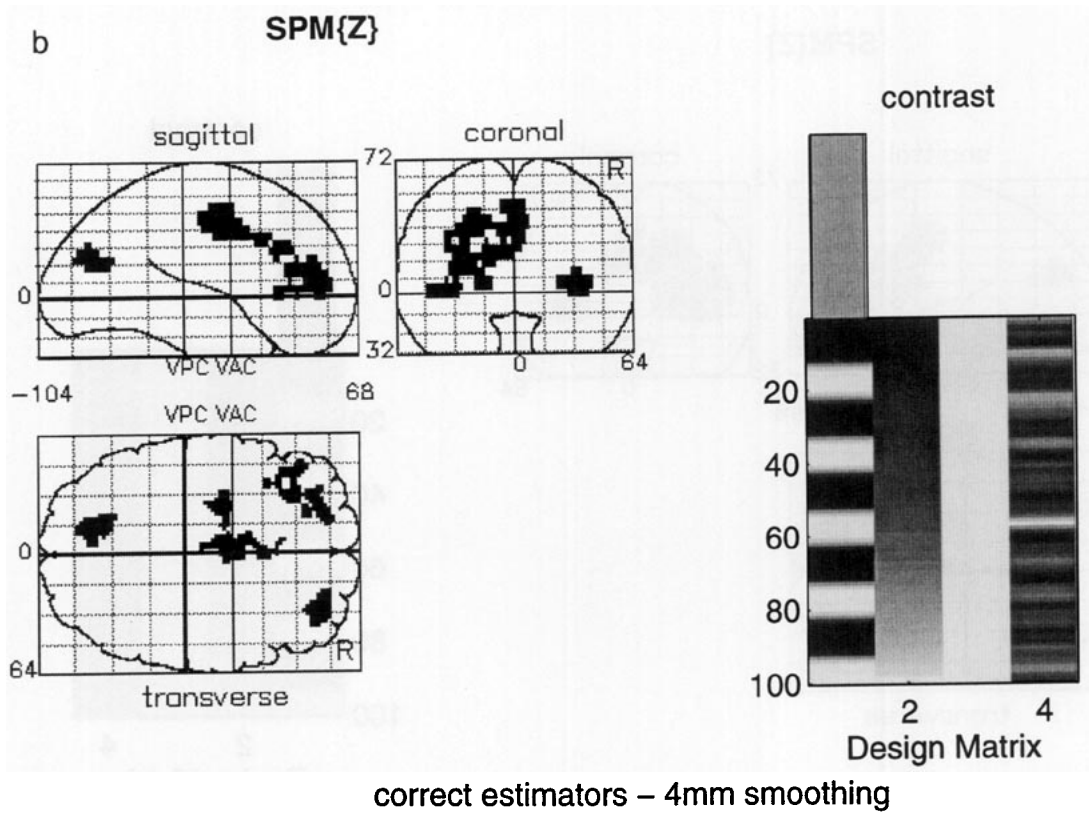 b
SPM{Z}
contrast
sagittal
coronal
72
R
0
0
32
0
64
VPC VAC
-104
68
VPC VAC
0
64
R
transverse
20
40
60
80
100
2
4
Design Matrix
correct estimators – 4mm smoothing